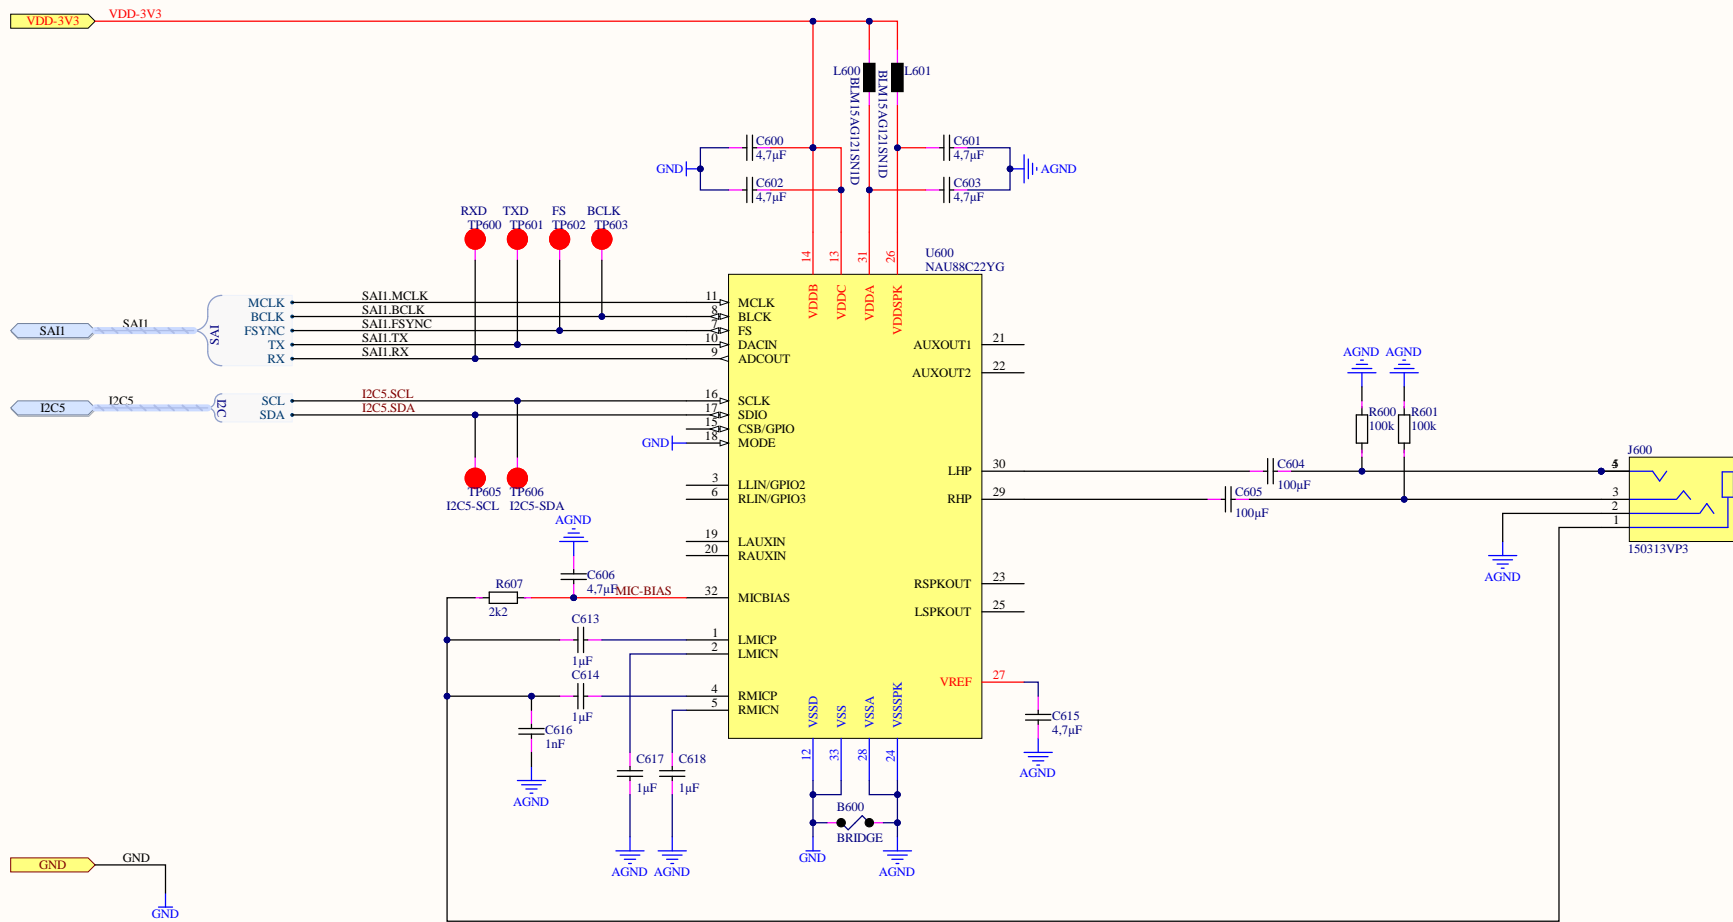 VDD-3V3
VDD-3V3
L600
BLM15AG121SN1D
BLM15AG121SN1D
L601
C600
4,7µF
C601
4,7µF
GND
AGND
C602
4,7µF
C603
4,7µF
RXD
TXD
FS
BCLK
TP600
TP601
TP602
TP603
14
13
31
26
U600
NAU88C22YG
VDDB
VDDC
VDDA
VDDSPK
SAI1
SAI1
SAI
MCLK
SAI1.MCLK
11
MCLK
BCLK
SAI1.BCLK
8
BLCK
FSYNC
SAI1.FSYNC
7
FS
TX
SAI1.TX
10
DACIN
RX
SAI1.RX
9
ADCOUT
AUXOUT1
21
AUXOUT2
22
I2C5
I2C5
I2C
SCL
I2C5.SCL
16
SCLK
SDA
I2C5.SDA
17
SDIO
15
CSB/GPIO
GND
18
MODE
AGND
AGND
R600
100k
R601
100k
TP605
TP606
I2C5-SCL
I2C5-SDA
3
LLIN/GPIO2
6
RLIN/GPIO3
LHP
30
C604
100µF
RHP
29
C605
100µF
J600
3
2
1
150313VP3
AGND
AGND
19
LAUXIN
20
RAUXIN
C606
4,7µF
R607
2k2
MIC-BIAS
32
MICBIAS
RSPKOUT
23
LSPKOUT
25
C613
1µF
1
LMICP
2
LMICN
C614
1µF
4
RMICP
5
RMICN
VREF
27
C615
4,7µF
AGND
C616
1nF
AGND
C617
1µF
C618
1µF
AGND
AGND
VSSD
VSS
VSSA
VSSSPK
12
33
28
24
B600
BRIDGE
GND
AGND
GND
GND
GND